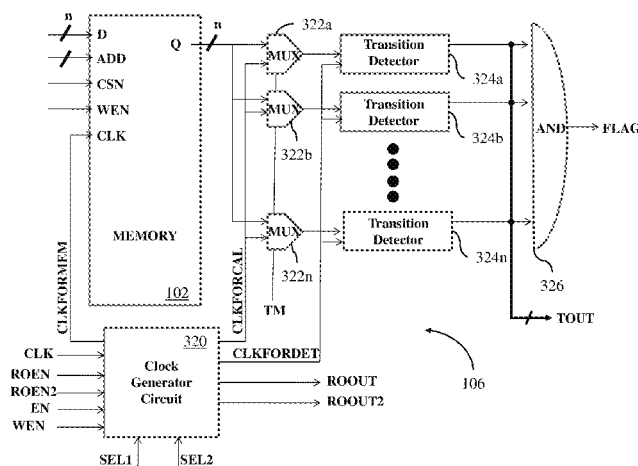 n
D
ADD
CSN
WEN
CLK
Q
n
MEMORY
102
322a
MUX
Transition
Detector
324a
MUX
322b
Transition
Detector
324b
MUX
322n
Transition
Detector
324n
AND
FLAG
326
TM
TOUT
106
CLKFORMEM
CLKFORCAL
CLKFORDET
320
Clock
Generator
Circuit
CLK
ROEN
ROEN2
EN
WEN
ROOUT
ROOUT2
SEL1
SEL2